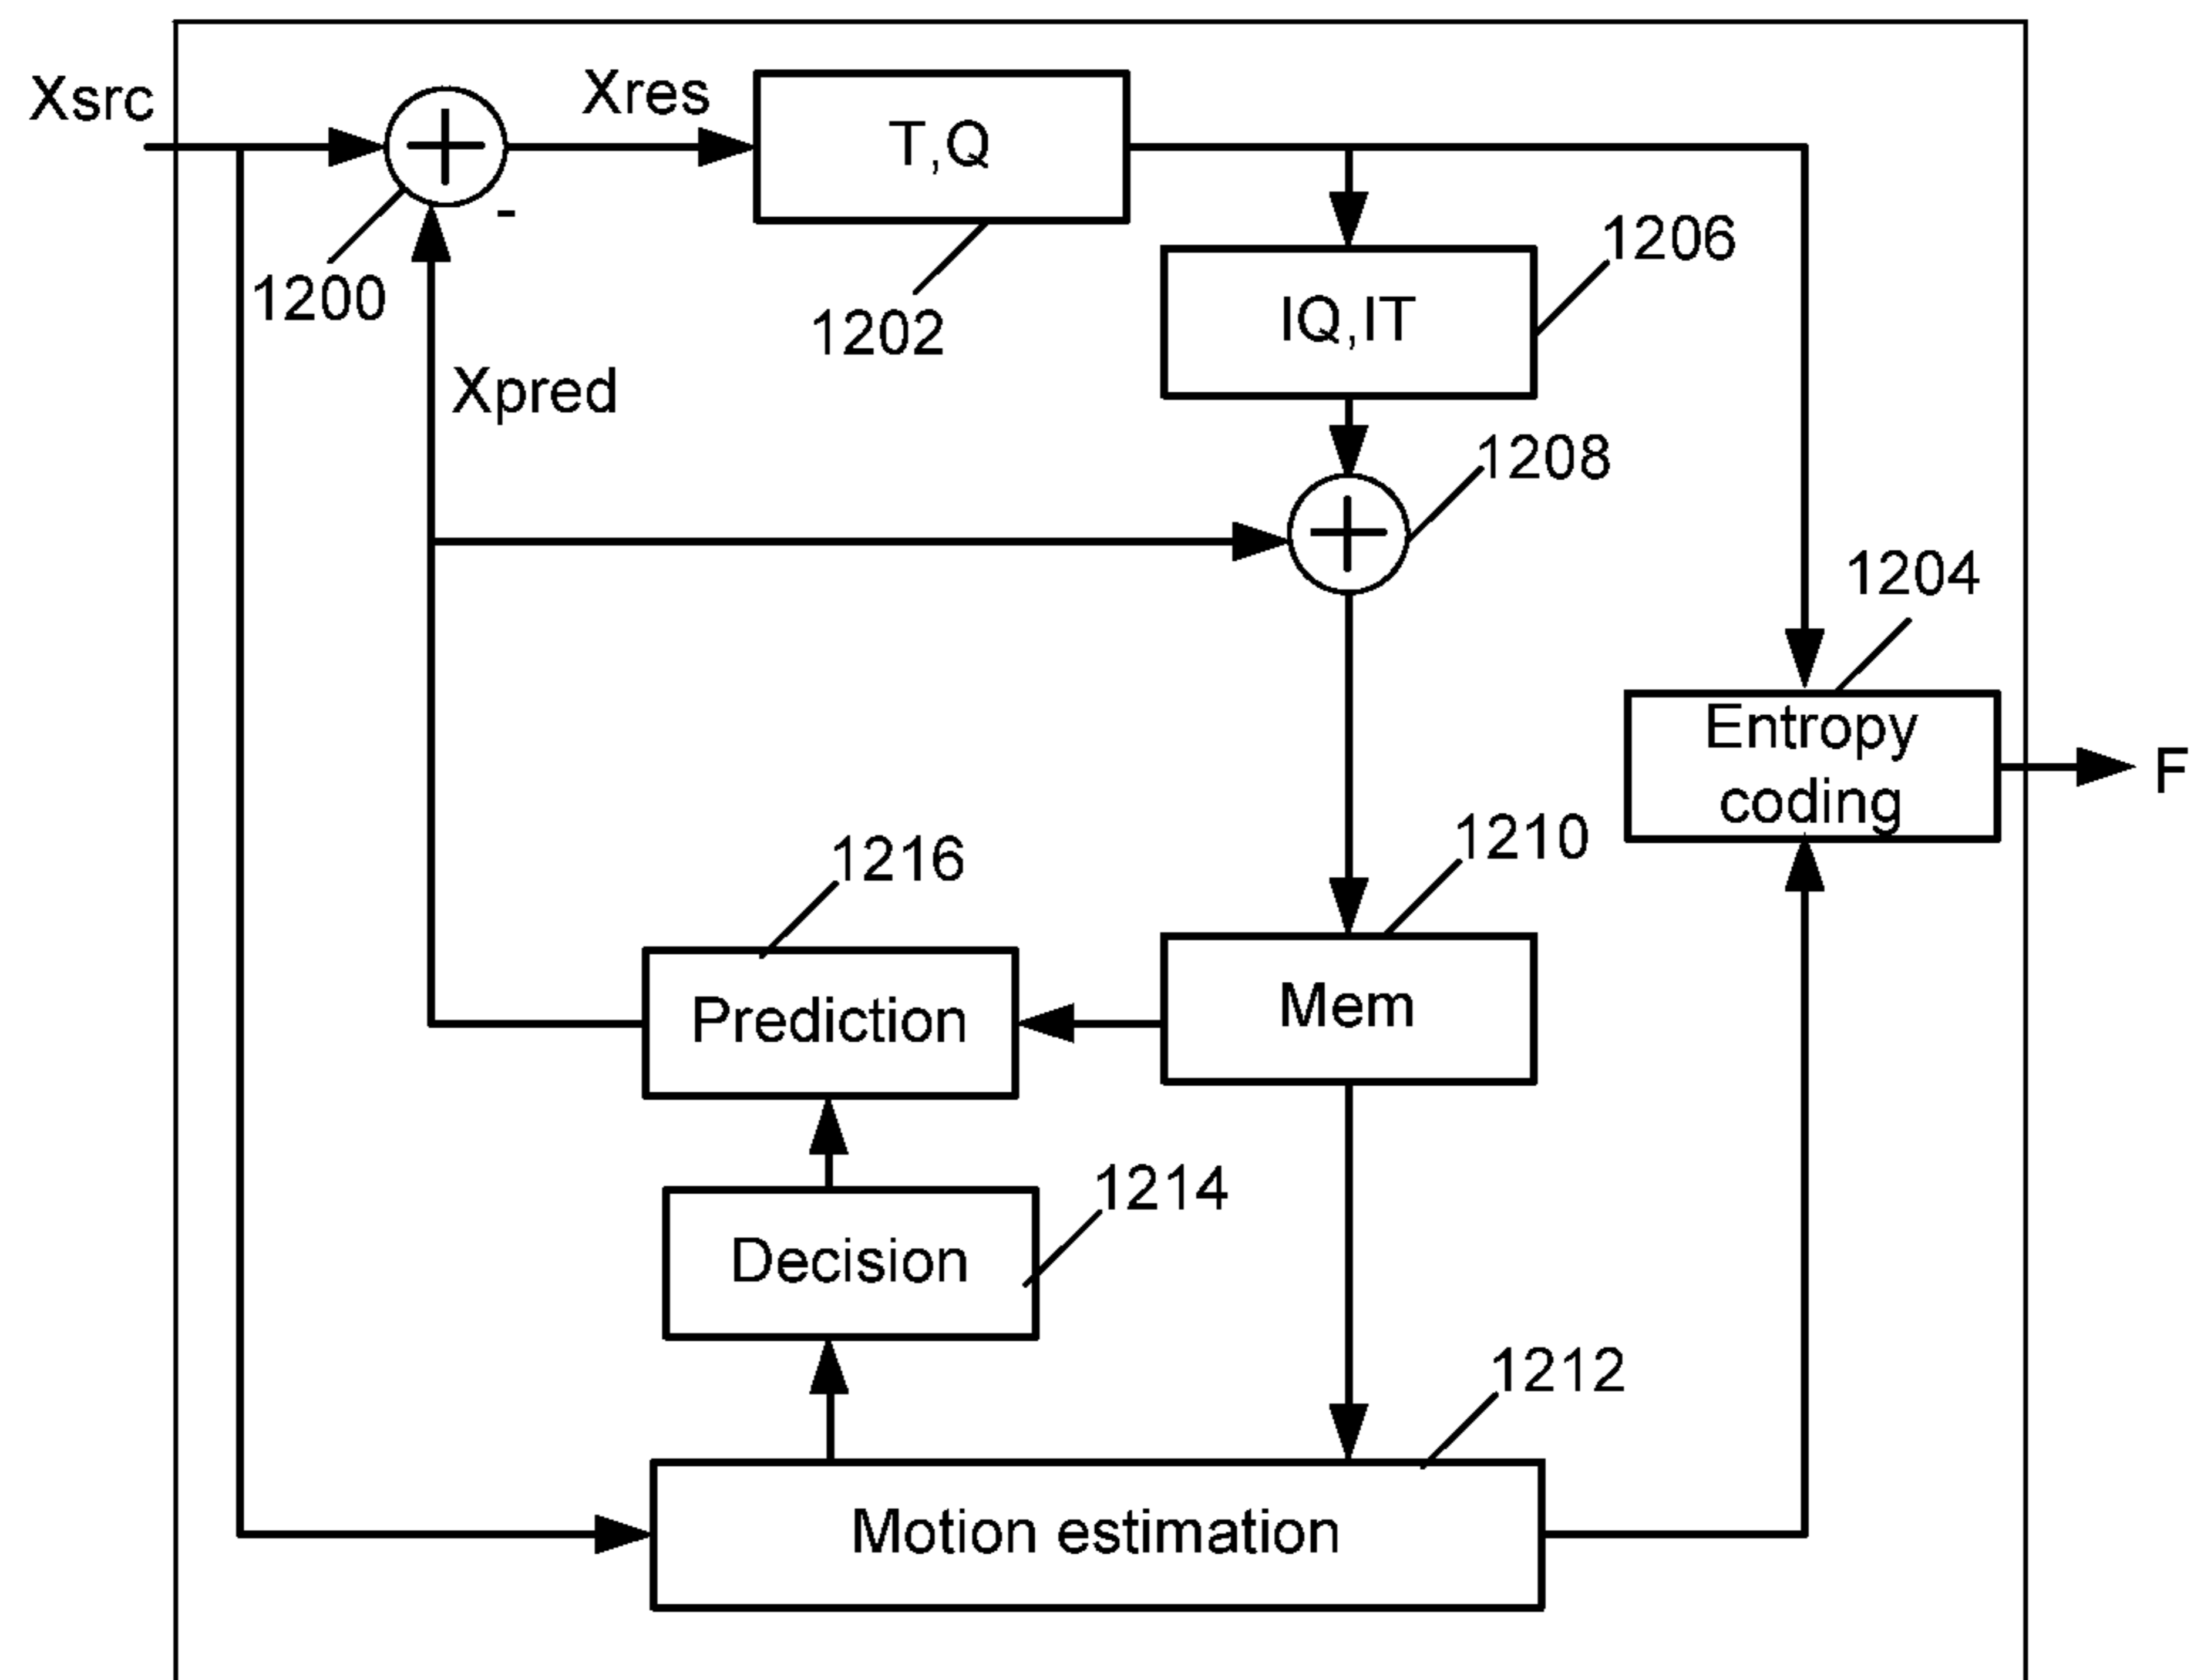 Xsrc
Xres
T,Q
-
1200
1202
1206
IQ,IT
Xpred
1208
1204
Entropy
coding
F
1216
1210
Prediction
Mem
1214
Decision
1212
Motion estimation